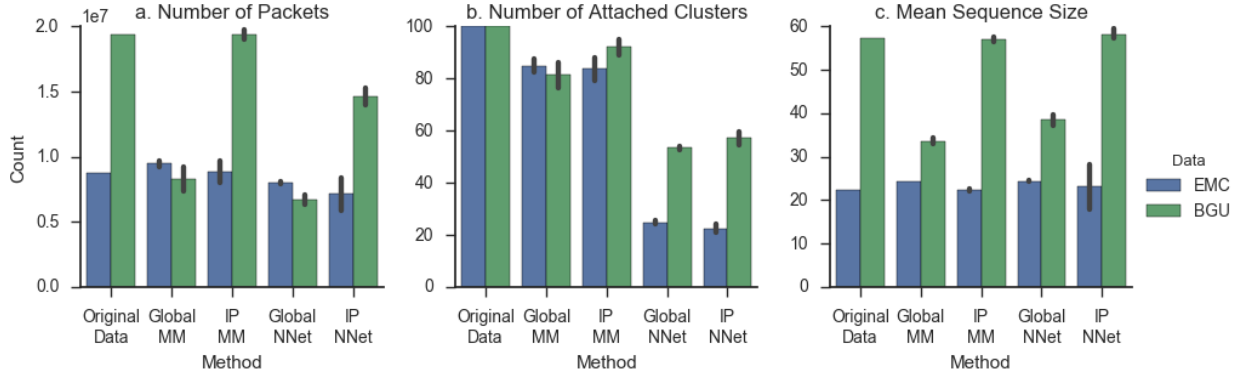 a. Number of Packets
1e7
2.0
1.5
1.0
0.5
0.0
Count
Original Data
Global MM
IP MM
Global NNet
IP NNet
Method
b. Number of Attached Clusters
100
80
60
40
20
0
Original Data
Global MM
IP MM
Global NNet
IP NNet
Method
c. Mean Sequence Size
60
50
40
30
20
10
0
Original Data
Global MM
IP MM
Global NNet
IP NNet
Method
Data
EMC
BGU